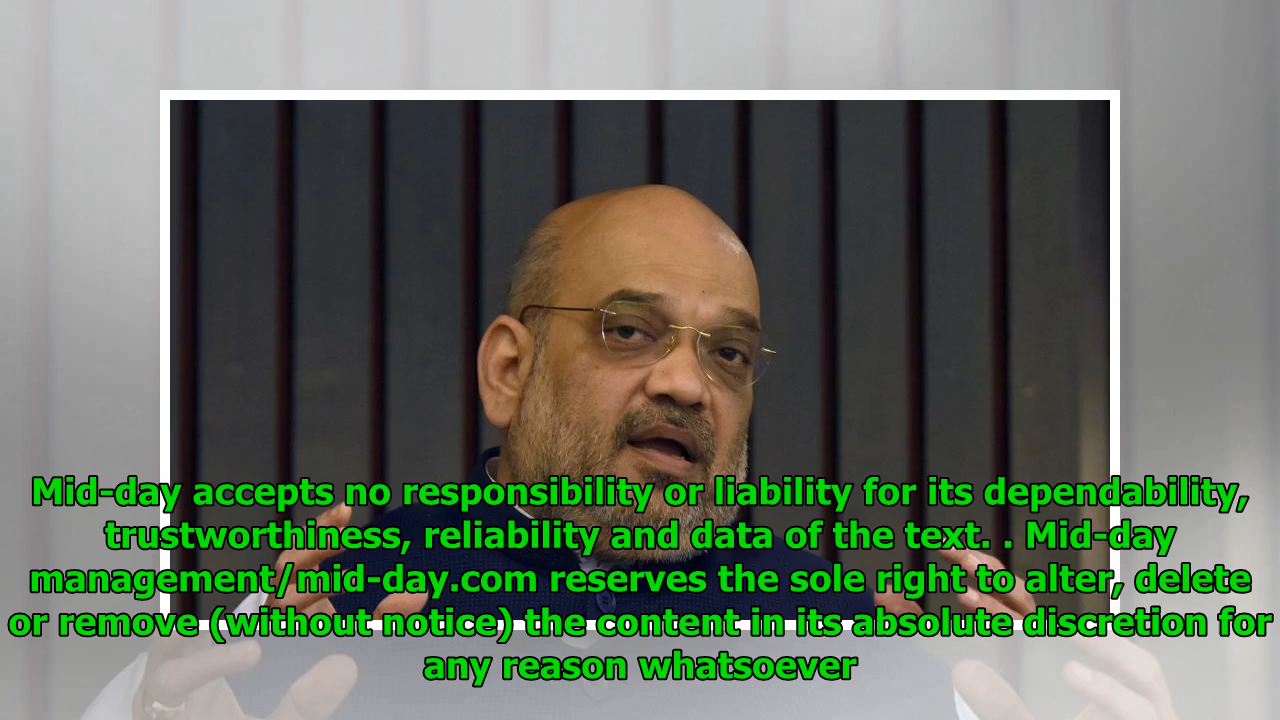 Mid-day accepts no responsibility or liability for its dependability,
trustworthiness, reliability and data of the text. . Mid-day
management/mid-day.com reserves the sole right to alter, delete
or remove (without notice) the content in its absolute discretion for
any reason whatsoever